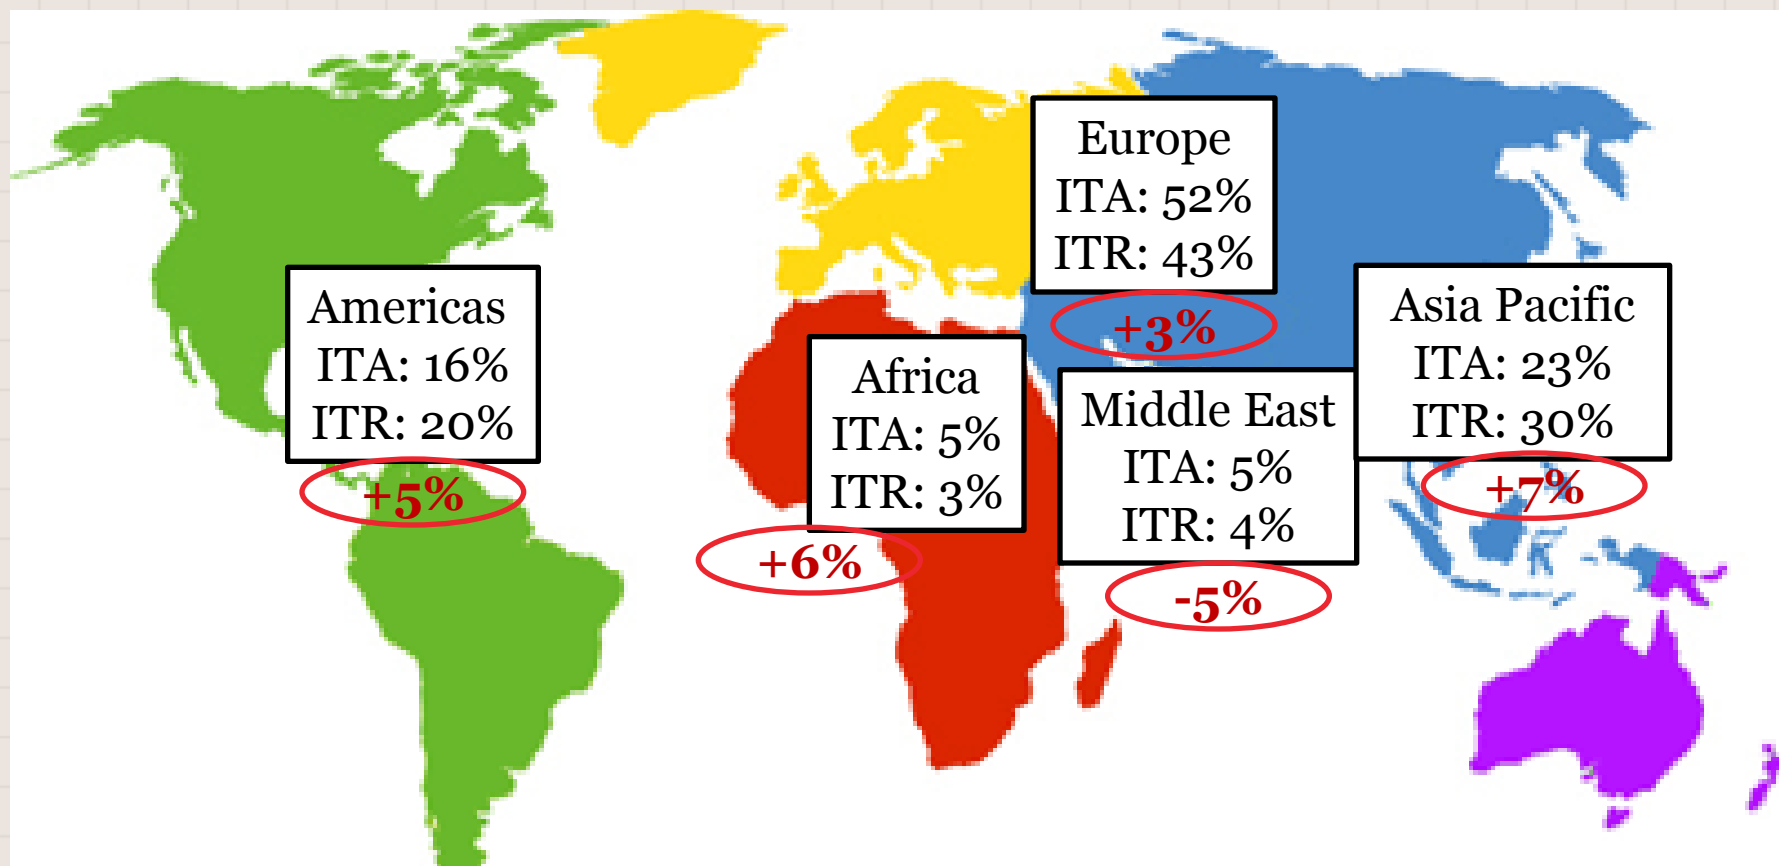 Americas
ITA: 16%
ITR: 20%
+5%
Africa
ITA: 5%
ITR: 3%
+6%
Europe
ITA: 52%
ITR: 43%
+3%
Middle East
ITA: 5%
ITR: 4%
-5%
Asia Pacific
ITA: 23%
ITR: 30%
+7%